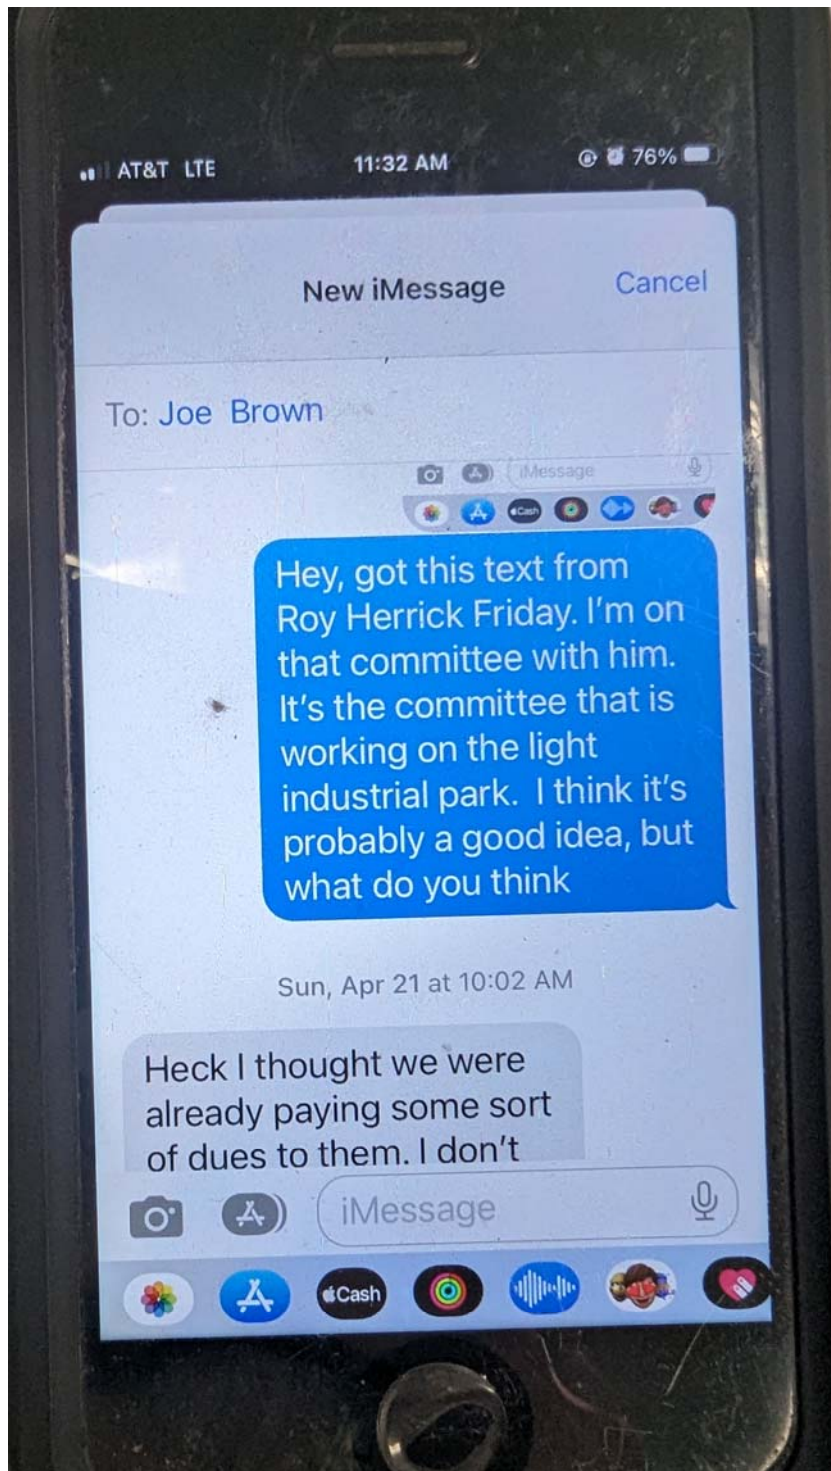 AT&T LTE 11:32 AM 76%
New iMessage Cancel
To: Joe Brown
iMessage
Cash
Hey, got this text from
Roy Herrick Friday. I'm on
that committee with him.
It's the committee that is
working on the light
industrial park. I think it's
probably a good idea, but
what do you think
Sun, Apr 21 at 10:02 AM
Heck I thought we were
already paying some sort
of dues to them. I don't
iMessage
Cash